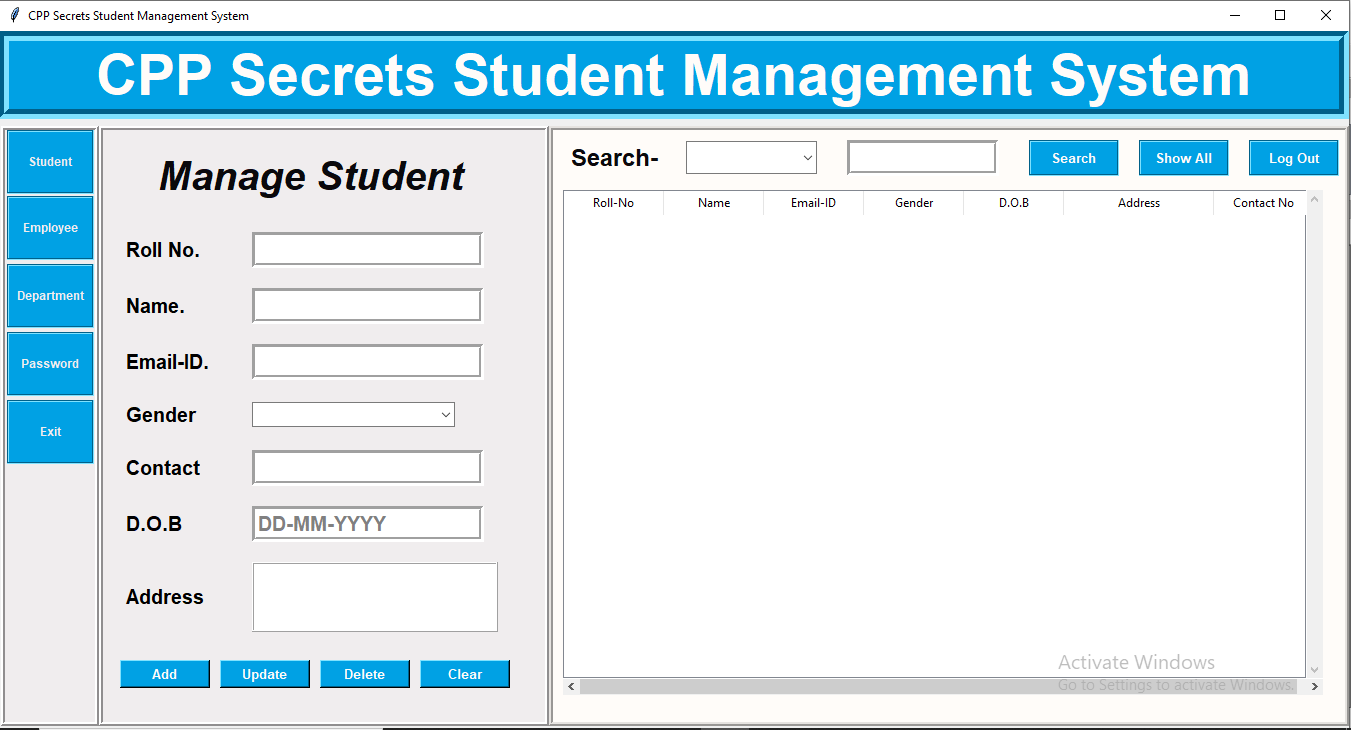 CPP Secrets Student Management System
CPP Secrets Student Management System
Student
Employee
Department
Password
Exit
Manage Student
Roll No.
Name.
Email-ID.
Gender
Contact
D.O.B DD-MM-YYYY
Address
Add Update Delete Clear
Search- Search Show All Log Out
Roll-No Name Email-ID Gender D.O.B Address Contact No
Activate Windows
Go to Settings to activate Windows.